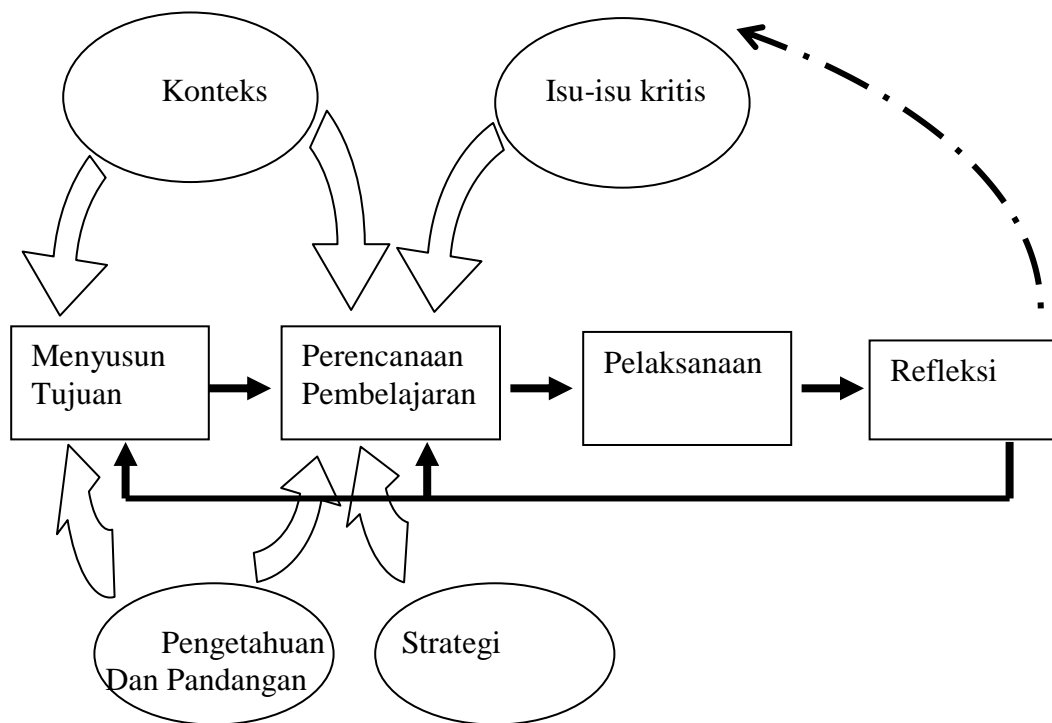 Konteks
Isu-isu kritis
Menyusun
Tujuan
Perencanaan
Pembelajaran
Pelaksanaan
Refleksi
Pengetahuan
Dan Pandangan
Strategi